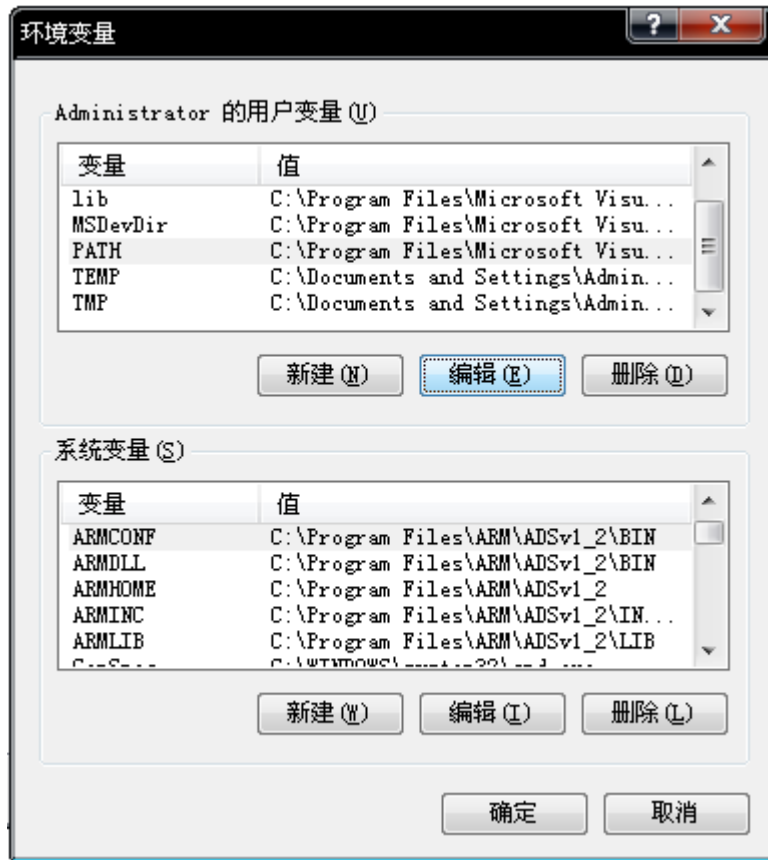 环境变量
Administrator 的用户变量(U)
变量 值
lib C:\Program Files\Microsoft Visu...
MSDevDir C:\Program Files\Microsoft Visu...
PATH C:\Program Files\Microsoft Visu...
TEMP C:\Documents and Settings\Admin...
TMP C:\Documents and Settings\Admin...
新建(N) 编辑(E) 删除(D)
系统变量(S)
变量 值
ARMCONF C:\Program Files\ARM\ADSv1_2\BIN
ARMDLL C:\Program Files\ARM\ADSv1_2\BIN
ARMHOME C:\Program Files\ARM\ADSv1_2
ARMINC C:\Program Files\ARM\ADSv1_2\IN...
ARMLIB C:\Program Files\ARM\ADSv1_2\LIB
新建(W) 编辑(I) 删除(L)
确定 取消